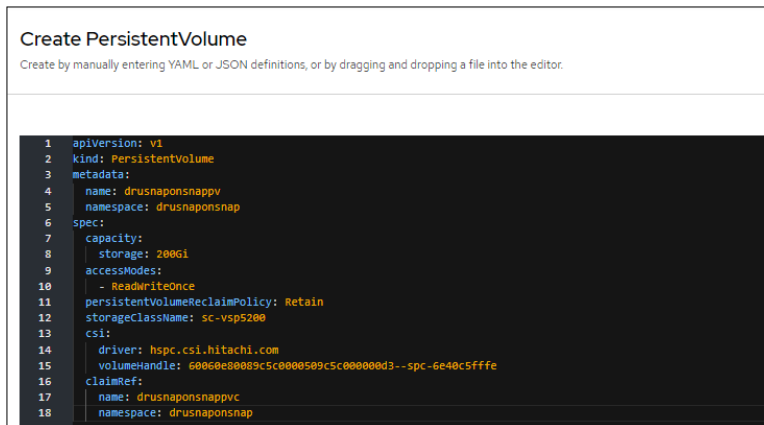 Create PersistentVolume
Create by manually entering YAML or JSON definitions, or by dragging and dropping a file into the editor.
1 apiVersion: v1
2 kind: PersistentVolume
3 metadata:
4   name: drusnaponsnappv
5   namespace: drusnaponsnap
6 spec:
7   capacity:
8     storage: 200Gi
9   accessModes:
10     - ReadWriteOnce
11   persistentVolumeReclaimPolicy: Retain
12   storageClassName: sc-vsp5200
13   csi:
14     driver: hspc.csi.hitachi.com
15     volumeHandle: 60060e80089c5c0000509c5c000000d3--spc-6e40c5fffe
16   claimRef:
17     name: drusnaponsnappvc
18     namespace: drusnaponsnap